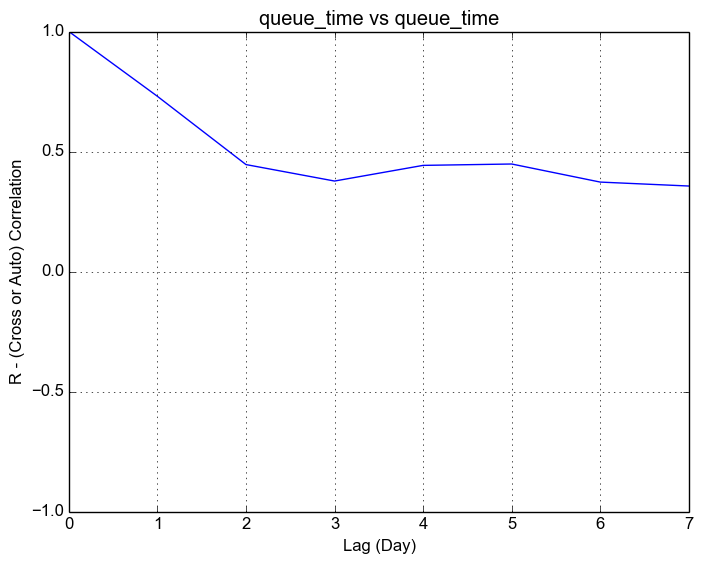 queue_time vs queue_time
R - (Cross or Auto) Correlation
1.0
0.5
0.0
−0.5
−1.0
0 1 2 3 4 5 6 7
Lag (Day)